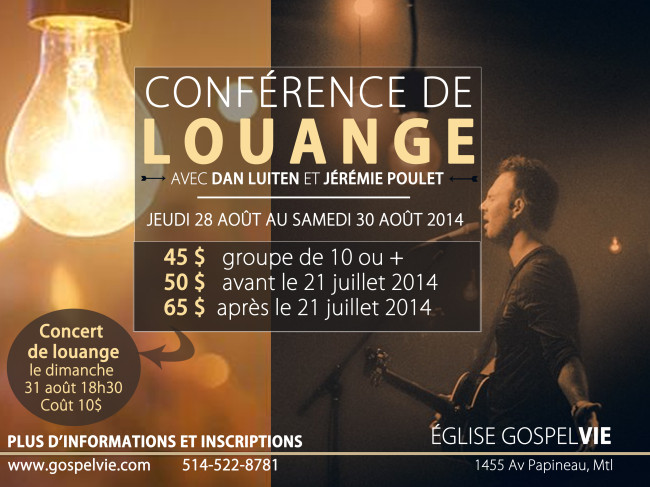 CONFÉRENCE DE
LOUANGE
AVEC DAN LUITEN ET JÉRÉMIE POULET
JEUDI 28 AOÛT AU SAMEDI 30 AOÛT 2014
45 $ groupe de 10 ou +
50 $ avant le 21 juillet 2014
65 $ après le 21 juillet 2014
Concert
de louange
le dimanche
31 août 18h30
Coût 10$
PLUS D'INFORMATIONS ET INSCRIPTIONS
www.gospelvie.com 514-522-8781
ÉGLISE GOSPELVIE
1455 Av Papineau, Mtl